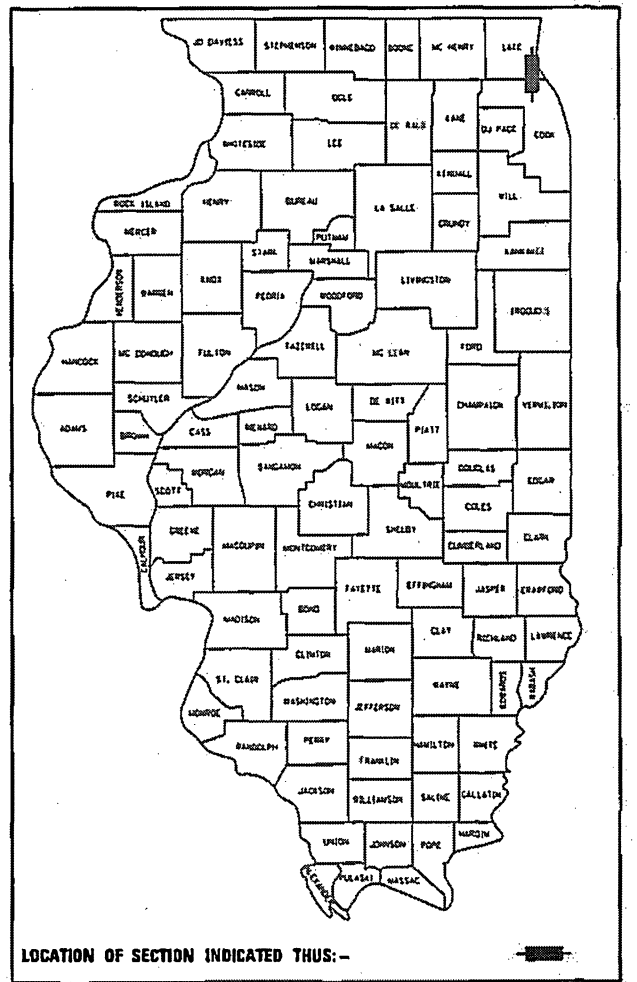 JO DAVIESS STEPHENSON WINNEBAGO BOONE MC HENRY LAKE
CARROLL OGLE
DE KALB KANE DU PAGE COOK
WHITESIDE LEE
KENDALL WILL
ROCK ISLAND HENRY BUREAU LA SALLE
MERCER PUTNAM GRUNDY
STARK MARSHALL KANKAKEE
HENDERSON WARREN KNOX PEORIA WOODFORD LIVINGSTON
IROQUOIS
HANCOCK MC DONOUGH FULTON TAZEWELL MC LEAN FORD
MASON
SCHUYLER LOGAN DE WITT CHAMPAIGN VERMILION
ADAMS BROWN CASS MENARD PIATT
MACON
PIKE SCOTT MORGAN SANGAMON MOULTRIE DOUGLAS EDGAR
CHRISTIAN COLES
CALHOUN GREENE MACOUPIN MONTGOMERY SHELBY CUMBERLAND CLARK
JERSEY FAYETTE EFFINGHAM JASPER CRAWFORD
MADISON BOND
CLAY RICHLAND LAWRENCE
CLINTON MARION
ST. CLAIR WAYNE EDWARDS WABASH
MONROE WASHINGTON JEFFERSON
RANDOLPH PERRY HAMILTON WHITE
FRANKLIN
JACKSON WILLIAMSON SALINE GALLATIN
UNION JOHNSON POPE HARDIN
ALEXANDER PULASKI MASSAC
LOCATION OF SECTION INDICATED THUS:-